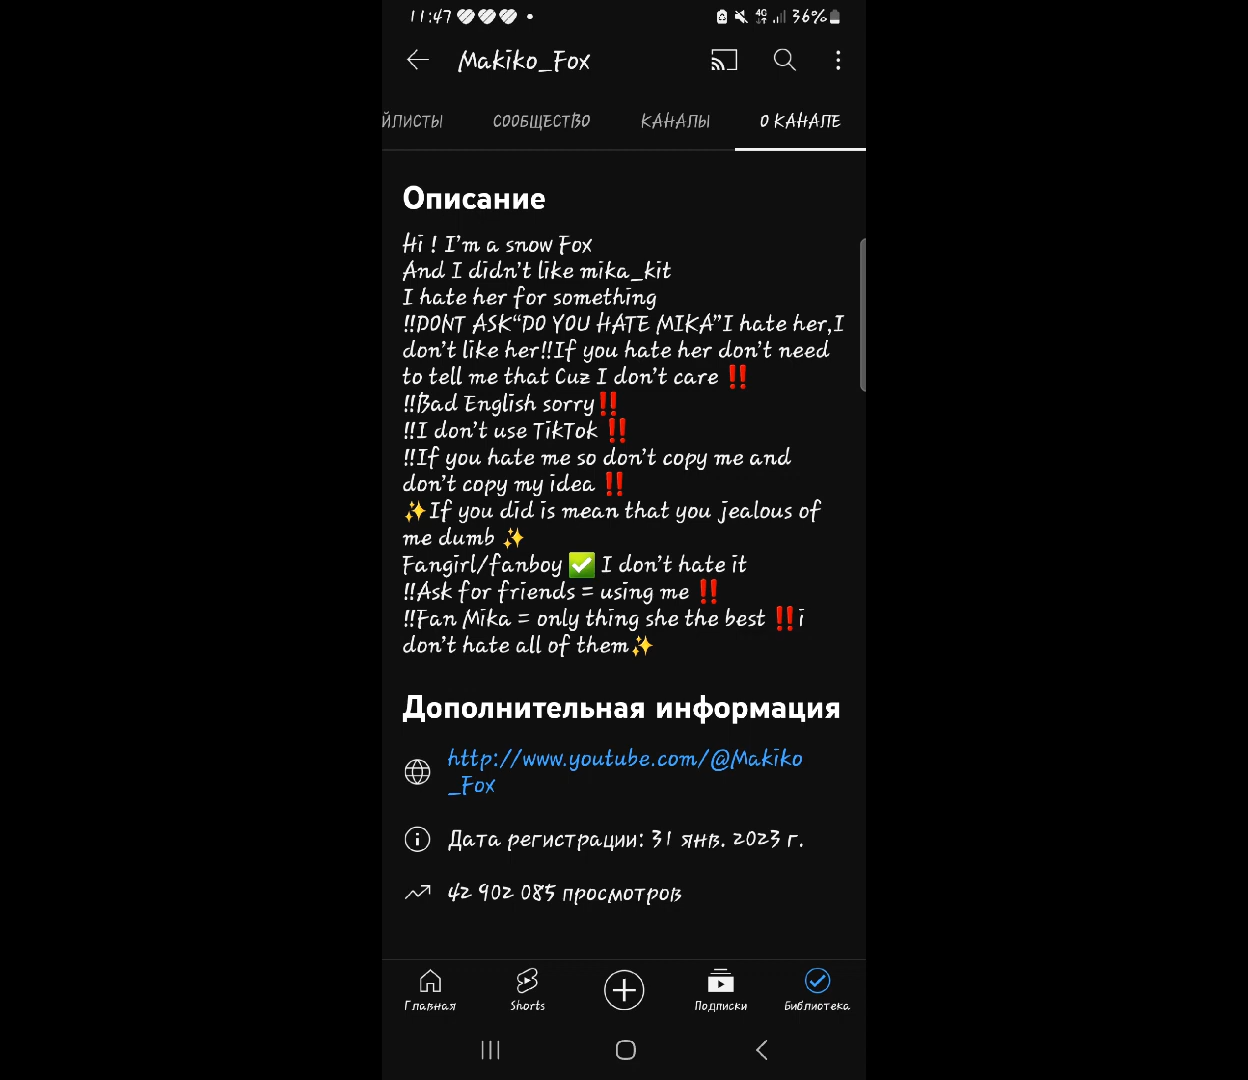 11:47
4G 36%
Makiko_Fox
ЙЛИСТЫ СООБЩЕСТВО КАНАЛЫ О КАНАЛЕ
Описание
Hi ! I'm a snow Fox
And I didn't like mika_kit
I hate her for something
‼DONT ASK“DO YOU HATE MIKA”I hate her,I
don't like her‼If you hate her don't need
to tell me that Cuz I don't care ‼️
‼Bad English sorry‼️
‼I don't use TikTok ‼️
‼If you hate me so don't copy me and
don't copy my idea ‼️
✨If you did is mean that you jealous of
me dumb ✨
Fangirl/fanboy ✅ I don't hate it
‼Ask for friends = using me ‼️
‼Fan Mika = only thing she the best ‼️i
don't hate all of them✨
Дополнительная информация
http://www.youtube.com/@Makiko
_Fox
Дата регистрации: 31 янв. 2023 г.
42 902 085 просмотров
Главная Shorts Подписки Библиотека